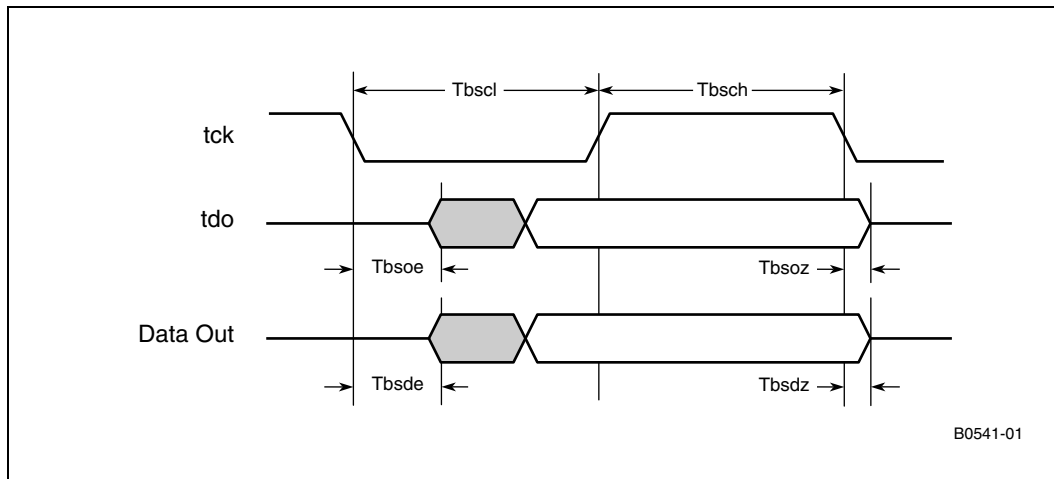 Tbscl
Tbsch
tck
tdo
Tbsoe
Tbsoz
Data Out
Tbsde
Tbsdz
B0541-01